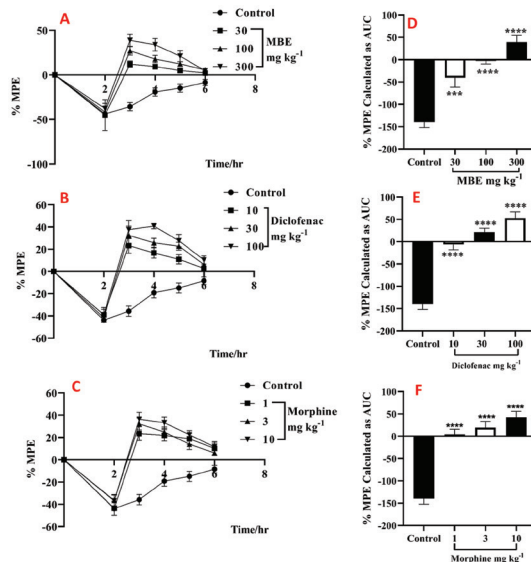 A
% MPE
50
0
-50
-100
2
4
6
8
Time/hr
Control
30
100
300
MBE
mg kg⁻¹
D
% MPE Calculated as AUC
100
50
0
-50
-100
-150
-200
***
****
****
Control
30
100
300
MBE mg kg⁻¹
B
% MPE
60
40
20
0
-20
-40
-60
2
4
6
8
Time/hr
Control
10
30
100
Diclofenac
mg kg⁻¹
E
% MPE Calculated as AUC
100
50
0
-50
-100
-150
-200
****
****
****
Control
10
30
100
Diclofenac mg kg⁻¹
C
% MPE
60
40
20
0
-20
-40
-60
2
4
6
8
Time/hr
Control
1
3
10
Morphine
mg kg⁻¹
F
% MPE Calculated as AUC
100
50
0
-50
-100
-150
-200
****
****
****
Control
1
3
10
Morphine mg kg⁻¹